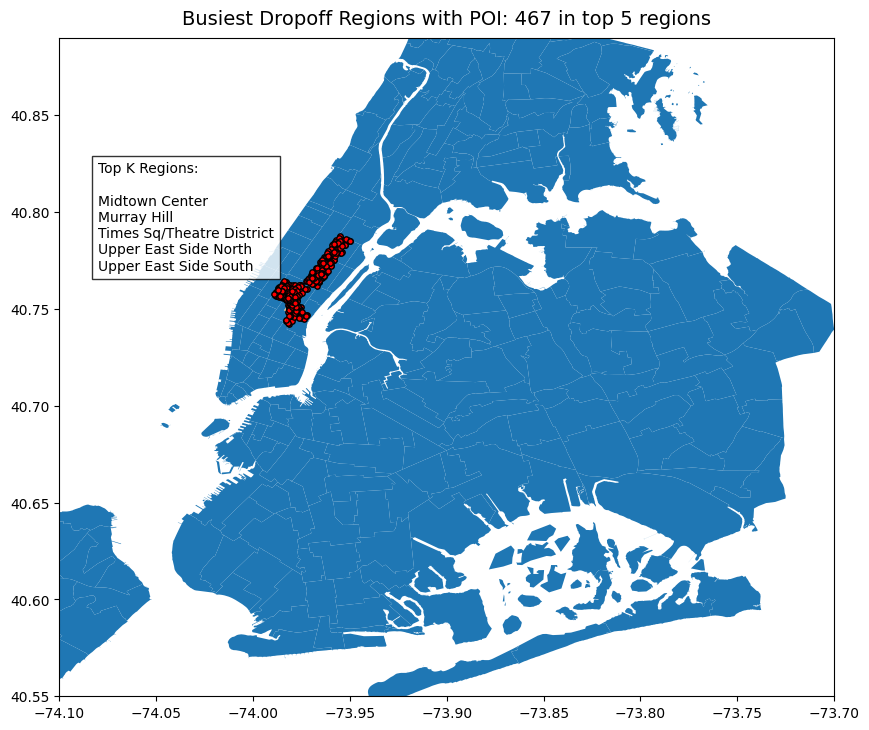 Busiest Dropoff Regions with POI: 467 in top 5 regions
40.85
40.80
40.75
40.70
40.65
40.60
40.55
Top K Regions:
Midtown Center
Murray Hill
Times Sq/Theatre District
Upper East Side North
Upper East Side South
−74.10 −74.05 −74.00 −73.95 −73.90 −73.85 −73.80 −73.75 −73.70